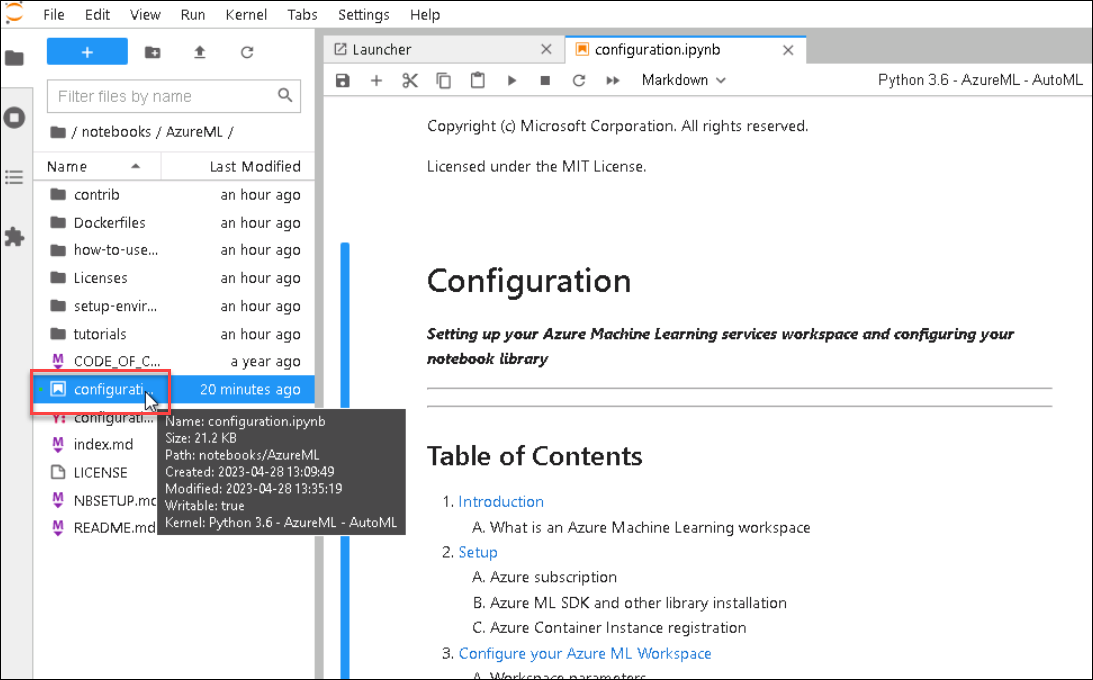 File Edit View Run Kernel Tabs Settings Help
Launcher
configuration.ipynb
Markdown
Python 3.6 - AzureML - AutoML
Filter files by name
/ notebooks / AzureML /
Name Last Modified
contrib an hour ago
Dockerfiles an hour ago
how-to-use... an hour ago
Licenses an hour ago
setup-envir... an hour ago
tutorials an hour ago
CODE_OF_C... a year ago
configurati... 20 minutes ago
Y: configurati...
index.md
LICENSE
NBSETUP.md
README.md
Name: configuration.ipynb
Size: 21.2 KB
Path: notebooks/AzureML
Created: 2023-04-28 13:09:49
Modified: 2023-04-28 13:35:19
Writable: true
Kernel: Python 3.6 - AzureML - AutoML
Copyright (c) Microsoft Corporation. All rights reserved.
Licensed under the MIT License.
Configuration
Setting up your Azure Machine Learning services workspace and configuring your
notebook library
Table of Contents
1. Introduction
A. What is an Azure Machine Learning workspace
2. Setup
A. Azure subscription
B. Azure ML SDK and other library installation
C. Azure Container Instance registration
3. Configure your Azure ML Workspace
A. Workspace parameters